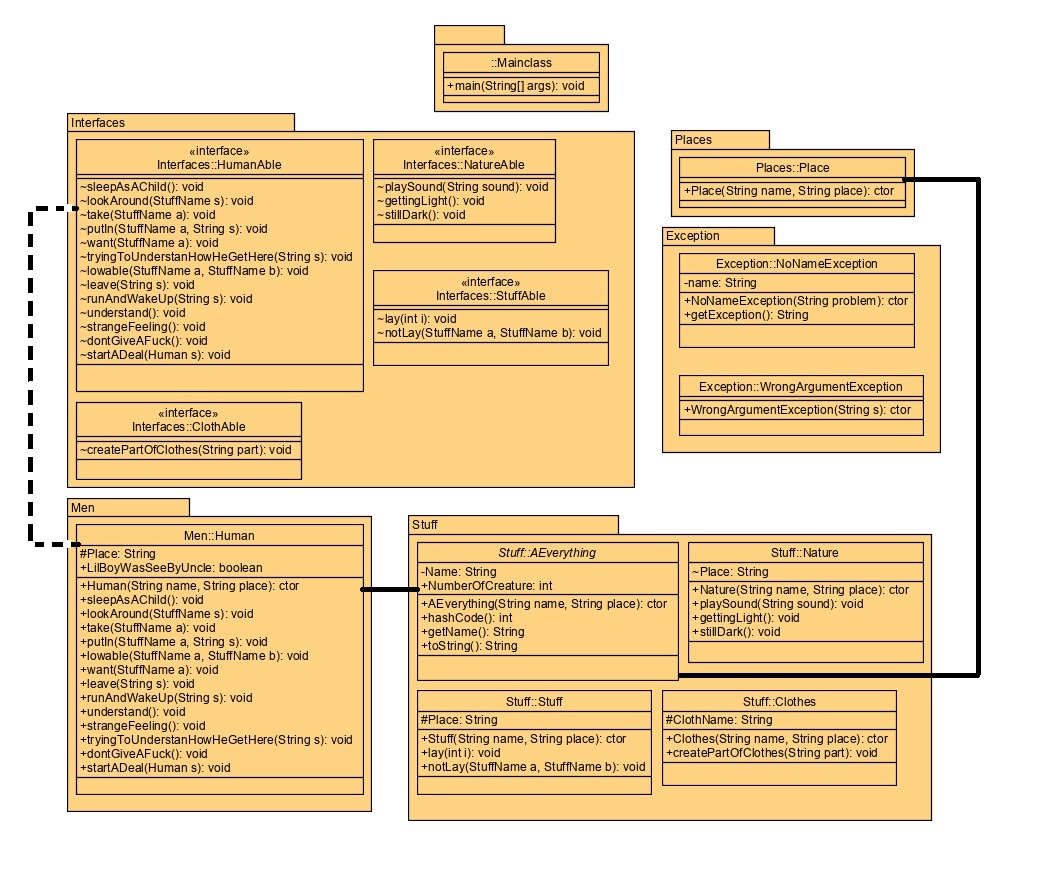 ::Mainclass
+main(String[] args): void
Interfaces
«interface»
Interfaces::HumanAble
~sleepAsAChild(): void
~lookAround(StuffName s): void
~take(StuffName a): void
~putIn(StuffName a, String s): void
~want(StuffName a): void
~tryingToUnderstanHowHeGetHere(String s): void
~lowable(StuffName a, StuffName b): void
~leave(String s): void
~runAndWakeUp(String s): void
~understand(): void
~strangeFeeling(): void
~dontGiveAFuck(): void
~startADeal(Human s): void
«interface»
Interfaces::NatureAble
~playSound(String sound): void
~gettingLight(): void
~stillDark(): void
«interface»
Interfaces::StuffAble
~lay(int i): void
~notLay(StuffName a, StuffName b): void
«interface»
Interfaces::ClothAble
~createPartOfClothes(String part): void
Places
Places::Place
+Place(String name, String place): ctor
Exception
Exception::NoNameException
-name: String
+NoNameException(String problem): ctor
+getException(): String
Exception::WrongArgumentException
+WrongArgumentException(String s): ctor
Men
Men::Human
#Place: String
+LilBoyWasSeeByUncle: boolean
+Human(String name, String place): ctor
+sleepAsAChild(): void
+lookAround(StuffName s): void
+take(StuffName a): void
+putIn(StuffName a, String s): void
+lowable(StuffName a, StuffName b): void
+want(StuffName a): void
+leave(String s): void
+runAndWakeUp(String s): void
+understand(): void
+strangeFeeling(): void
+tryingToUnderstanHowHeGetHere(String s): void
+dontGiveAFuck(): void
+startADeal(Human s): void
Stuff
Stuff::AEverything
-Name: String
+NumberOfCreature: int
+AEverything(String name, String place): ctor
+hashCode(): int
+getName(): String
+toString(): String
Stuff::Nature
~Place: String
+Nature(String name, String place): ctor
+playSound(String sound): void
+gettingLight(): void
+stillDark(): void
Stuff::Stuff
#Place: String
+Stuff(String name, String place): ctor
+lay(int i): void
+notLay(StuffName a, StuffName b): void
Stuff::Clothes
#ClothName: String
+Clothes(String name, String place): ctor
+createPartOfClothes(String part): void